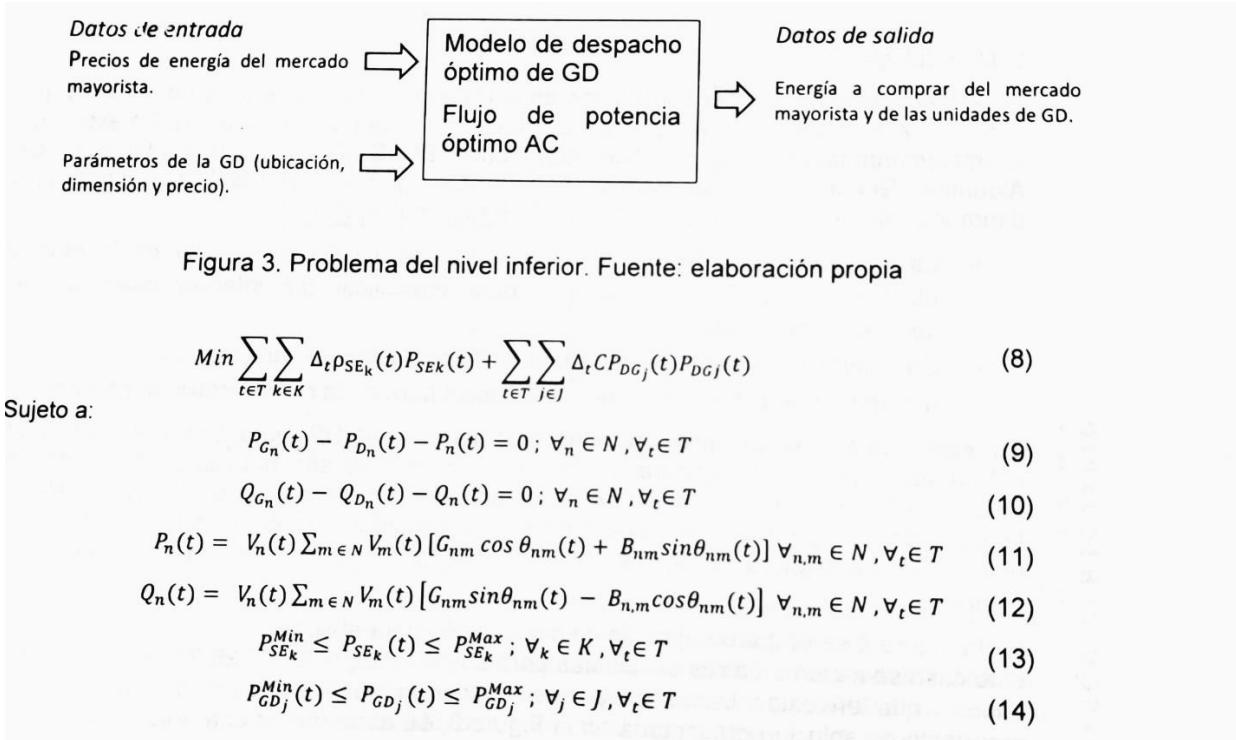 Datos de entrada
Precios de energía del mercado
mayorista.
Parámetros de la GD (ubicación,
dimensión y precio).
Modelo de despacho
óptimo de GD
Flujo de potencia
óptimo AC
Datos de salida
Energía a comprar del mercado
mayorista y de las unidades de GD.
Figura 3. Problema del nivel inferior. Fuente: elaboración propia
Min ∑_{t∈T} ∑_{k∈K} Δ_t ρ_{SE_k}(t) P_{SEk}(t) + ∑_{t∈T} ∑_{j∈J} Δ_t CP_{DG_j}(t) P_{DGj}(t) (8)
Sujeto a:
P_{G_n}(t) − P_{D_n}(t) − P_n(t) = 0 ; ∀_n ∈ N , ∀_t ∈ T (9)
Q_{G_n}(t) − Q_{D_n}(t) − Q_n(t) = 0 ; ∀_n ∈ N , ∀_t ∈ T (10)
P_n(t) = V_n(t) ∑_{m ∈ N} V_m(t) [G_{nm} cos θ_{nm}(t) + B_{nm} sinθ_{nm}(t)] ∀_{n,m} ∈ N , ∀_t ∈ T (11)
Q_n(t) = V_n(t) ∑_{m ∈ N} V_m(t) [G_{nm} sinθ_{nm}(t) − B_{n,m} cosθ_{nm}(t)] ∀_{n,m} ∈ N , ∀_t ∈ T (12)
P_{SE_k}^{Min} ≤ P_{SE_k}(t) ≤ P_{SE_k}^{Max} ; ∀_k ∈ K , ∀_t ∈ T (13)
P_{GD_j}^{Min}(t) ≤ P_{GD_j}(t) ≤ P_{GD_j}^{Max} ; ∀_j ∈ J , ∀_t ∈ T (14)